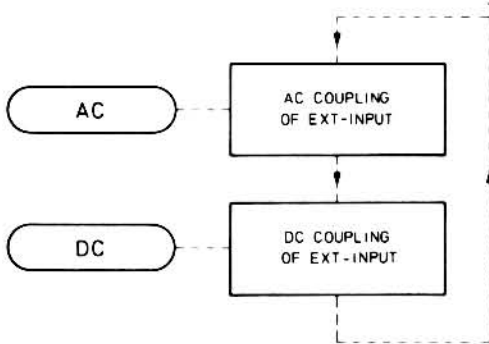 AC
AC COUPLING
OF EXT-INPUT
DC
DC COUPLING
OF EXT-INPUT